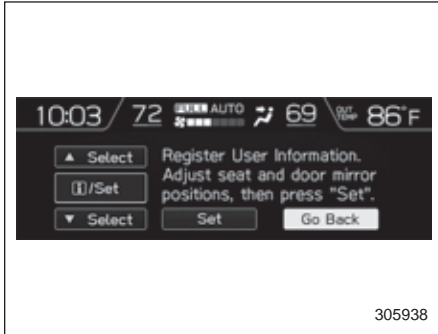 10:03 72 FULL AUTO 69 OUT TEMP 86°F
▲ Select
i/Set
▼ Select
Register User Information.
Adjust seat and door mirror
positions, then press "Set".
Set Go Back
305938